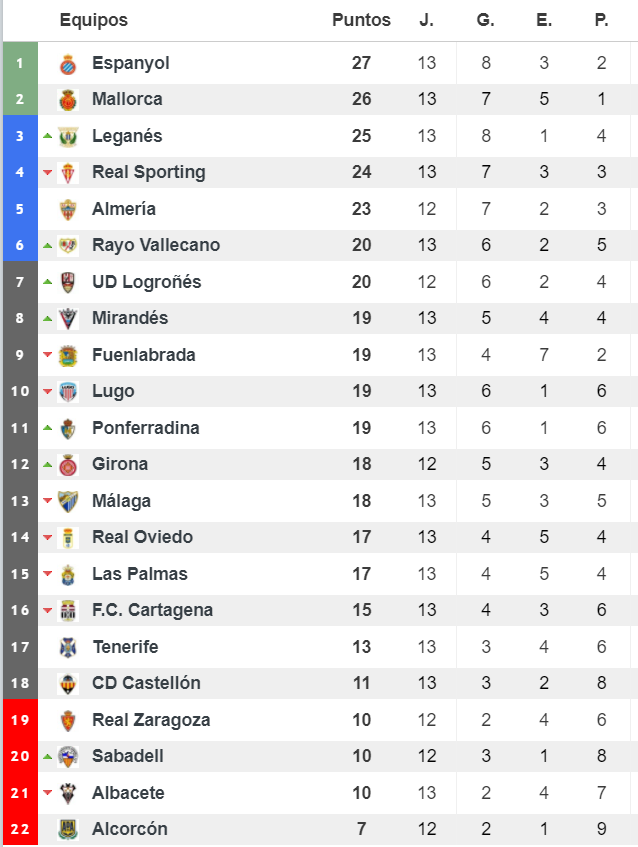 Equipos Puntos J. G. E. P.
1 Espanyol 27 13 8 3 2
2 Mallorca 26 13 7 5 1
3 Leganés 25 13 8 1 4
4 Real Sporting 24 13 7 3 3
5 Almería 23 12 7 2 3
6 Rayo Vallecano 20 13 6 2 5
7 UD Logroñés 20 12 6 2 4
8 Mirandés 19 13 5 4 4
9 Fuenlabrada 19 13 4 7 2
10 Lugo 19 13 6 1 6
11 Ponferradina 19 13 6 1 6
12 Girona 18 12 5 3 4
13 Málaga 18 13 5 3 5
14 Real Oviedo 17 13 4 5 4
15 Las Palmas 17 13 4 5 4
16 F.C. Cartagena 15 13 4 3 6
17 Tenerife 13 13 3 4 6
18 CD Castellón 11 13 3 2 8
19 Real Zaragoza 10 12 2 4 6
20 Sabadell 10 12 3 1 8
21 Albacete 10 13 2 4 7
22 Alcorcón 7 12 2 1 9